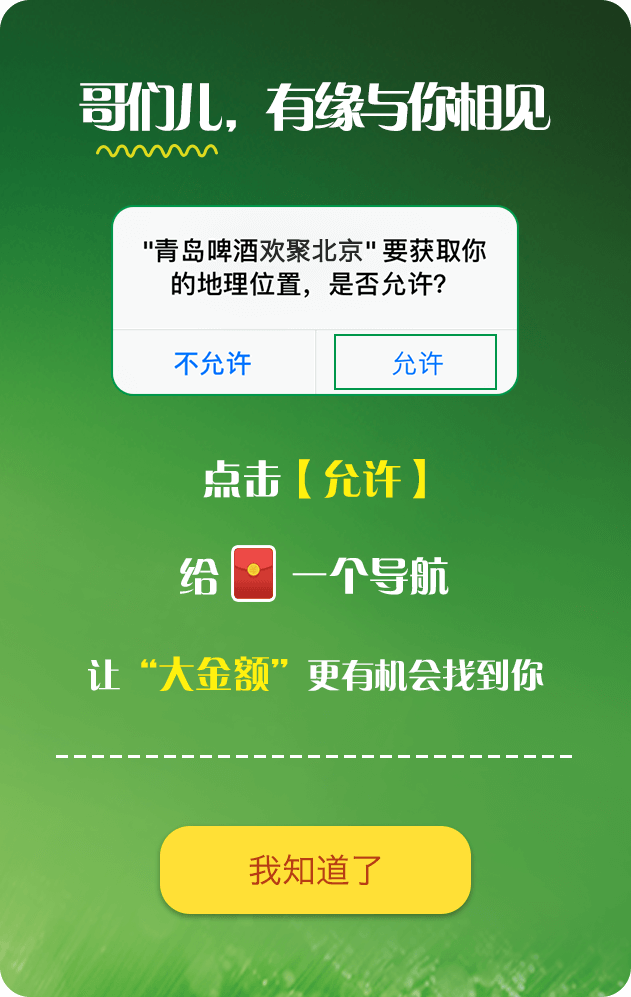 哥们儿，有缘与你相见
"青岛啤酒欢聚北京"要获取你
的地理位置，是否允许？
不允许
允许
点击【允许】
给 一个导航
让“大金额”更有机会找到你
我知道了